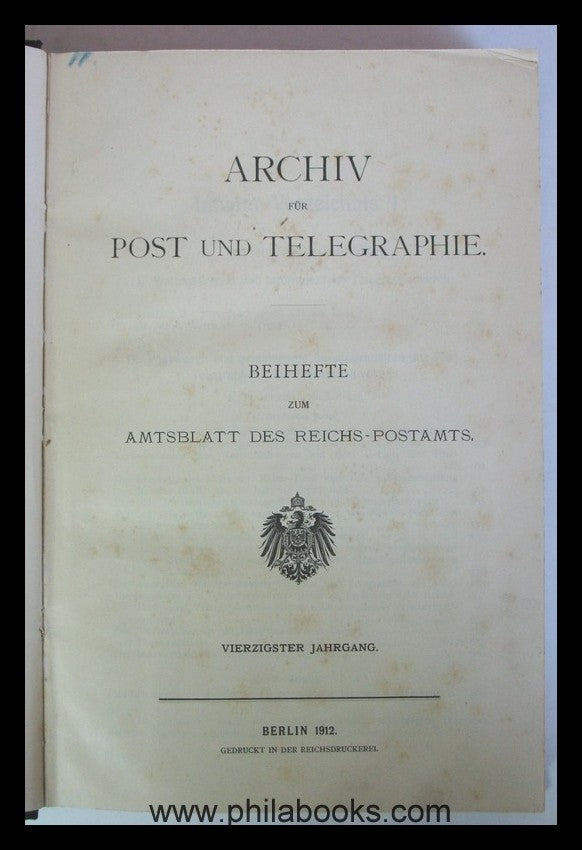 ARCHIV
FÜR
POST UND TELEGRAPHIE.
BEIHEFTE
ZUM
AMTSBLATT DES REICHS-POSTAMTS.
VIERZIGSTER JAHRGANG.
BERLIN 1912.
GEDRUCKT IN DER REICHSDRUCKEREI.
www.philabooks.com